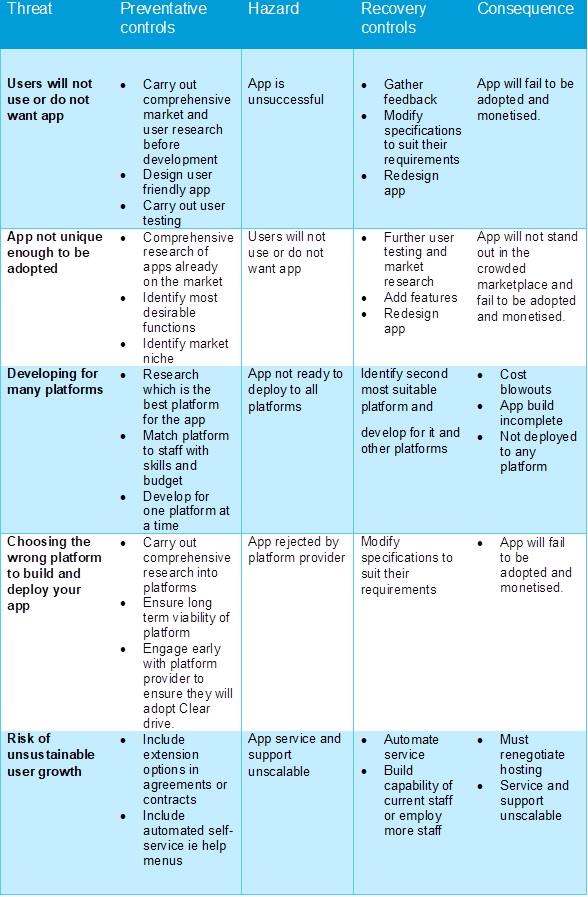 Threat
Preventative
controls
Hazard
Recovery
controls
Consequence
Users will not
use or do not
want app
• Carry out
comprehensive
market and
user research
before
development
• Design user
friendly app
• Carry out user
testing
App is
unsuccessful
• Gather
feedback
• Modify
specifications
to suit their
requirements
• Redesign
app
App will fail to be
adopted and
monetised.
App not unique
enough to be
adopted
• Comprehensive
research of
apps already
on the market
• Identify most
desirable
functions
• Identify market
niche
Users will not
use or do not
want app
• Further user
testing and
market
research
• Add features
• Redesign
app
App will not stand
out in the
crowded
marketplace and
fail to be adopted
and monetised.
Developing for
many platforms
• Research
which is the
best platform
for the app
• Match platform
to staff with
skills and
budget
• Develop for
one platform at
a time
App not ready to
deploy to all
platforms
Identify second
most suitable
platform and
develop for it and
other platforms
• Cost
blowouts
• App build
incomplete
• Not deployed
to any
platform
Choosing the
wrong platform
to build and
deploy your
app
• Carry out
comprehensive
research into
platforms
• Ensure long
term viability of
platform
• Engage early
with platform
provider to
ensure they will
adopt Clear
drive.
App rejected by
platform provider
Modify
specifications to
suit their
requirements
• App will fail
to be
adopted and
monetised.
Risk of
unsustainable
user growth
• Include
extension
options in
agreements or
contracts
• Include
automated self-
service ie help
menus
App service and
support
unscalable
• Automate
service
• Build
capability of
current staff
or employ
more staff
• Must
renegotiate
hosting
• Service and
support
unscalable